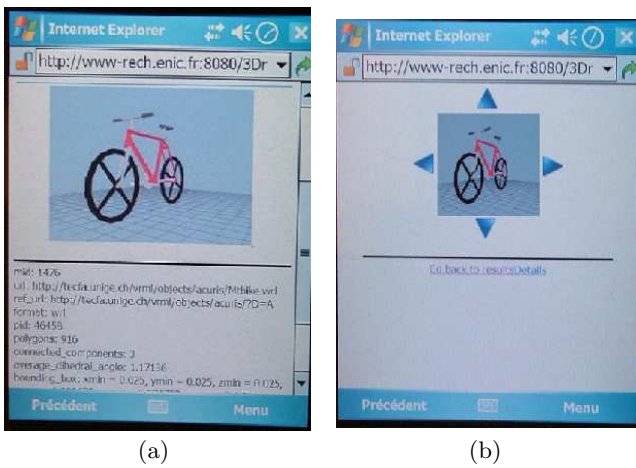 Internet Explorer
http://www-rech.enic.fr:8080/3Dr
mid: 1476
url: http://tecfa.unige.ch/vrml/objects/acuris/Mtbike.wrl
ref_url: http://tecfa.unige.ch/vrml/objects/acuris/?D=A
format: wrl
pid: 46458
polygons: 916
connected_components: 3
average_dihedral_angle: 1.17136
bounding_box: xmin = 0.025, ymin = 0.025, zmin = 0.025,
Précédent Menu
(a)
Internet Explorer
http://www-rech.enic.fr:8080/3Dr
Go back to resultsDetails
Précédent Menu
(b)